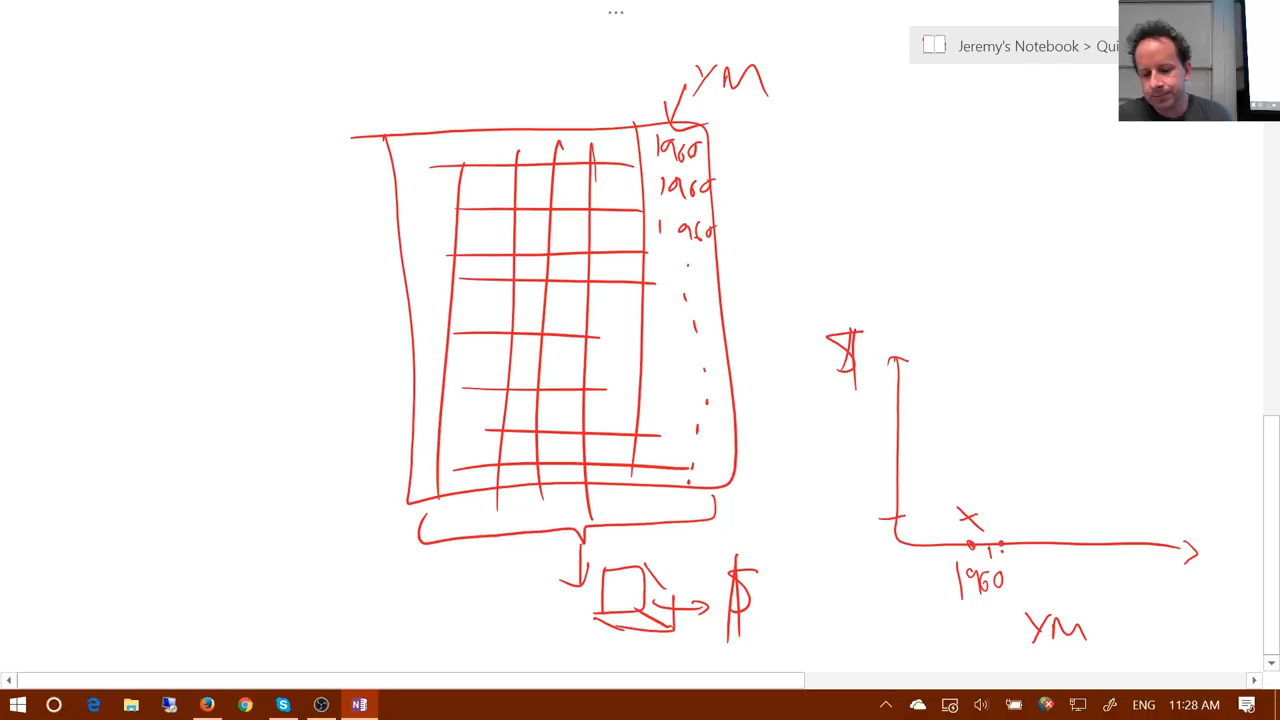 ...
Jeremy's Notebook > Qui
YM
1960
1960
1960
$
1960
YM
$
ENG
11:28 AM